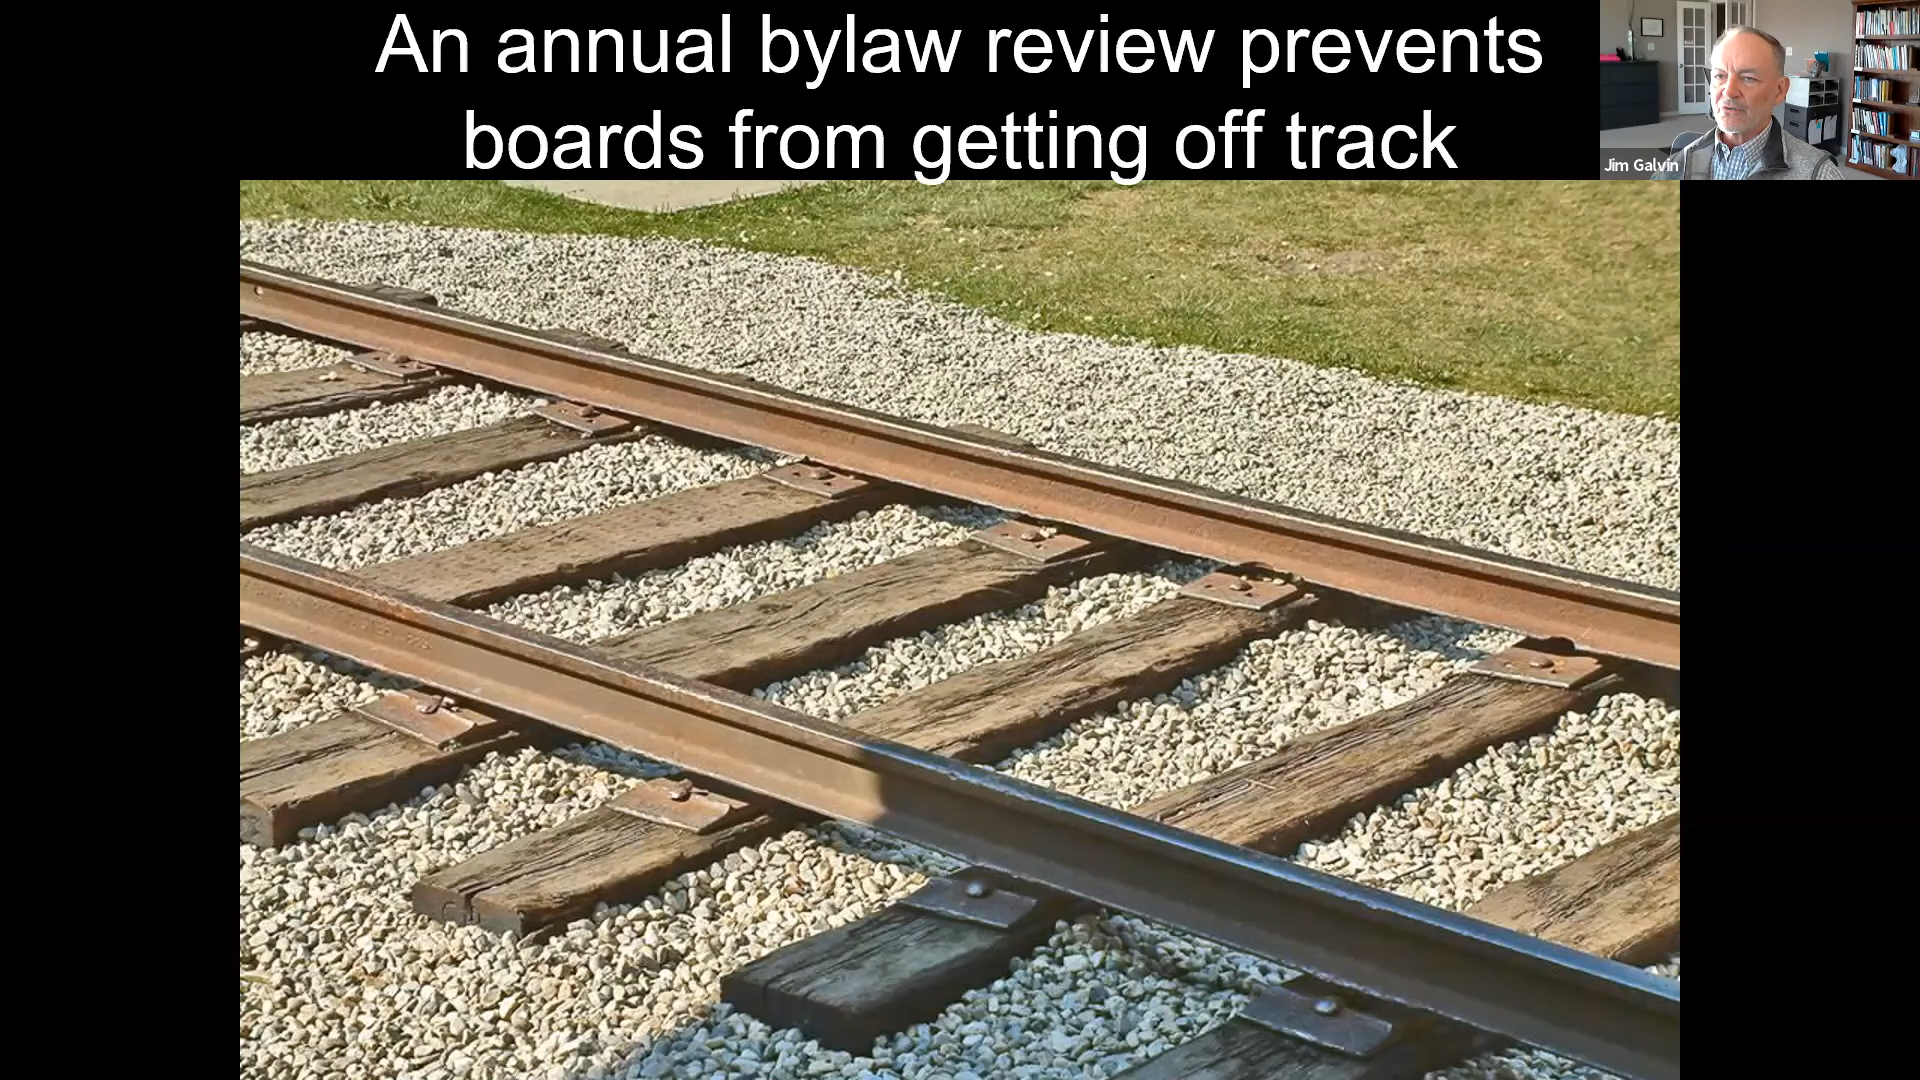 An annual bylaw review prevents
boards from getting off track
Jim Galvin